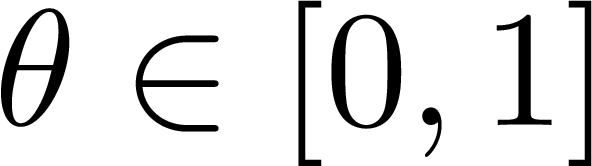 θ ∈ [0, 1]